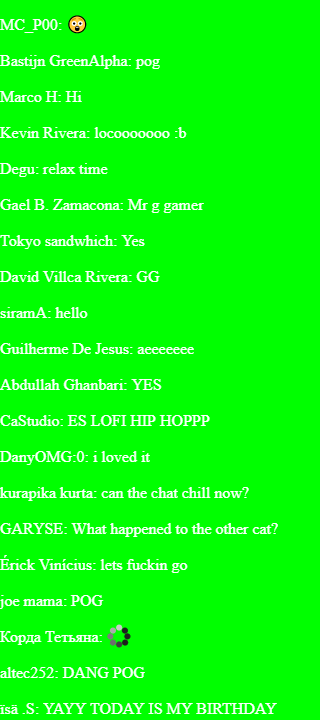 MC_P00:
Bastijn GreenAlpha: pog
Marco H: Hi
Kevin Rivera: locooooooo :b
Degu: relax time
Gael B. Zamacona: Mr g gamer
Tokyo sandwhich: Yes
David Villca Rivera: GG
siramA: hello
Guilherme De Jesus: aeeeeeee
Abdullah Ghanbari: YES
CaStudio: ES LOFI HIP HOPPP
DanyOMG 0: i loved it
kurapika kurta: can the chat chill now?
GARYSE: What happened to the other cat?
Érick Vinícius: lets fuckin go
joe mama: POG
Корда Тетьяна:
altec252: DANG POG
ïsä .S: YAYY TODAY IS MY BIRTHDAY